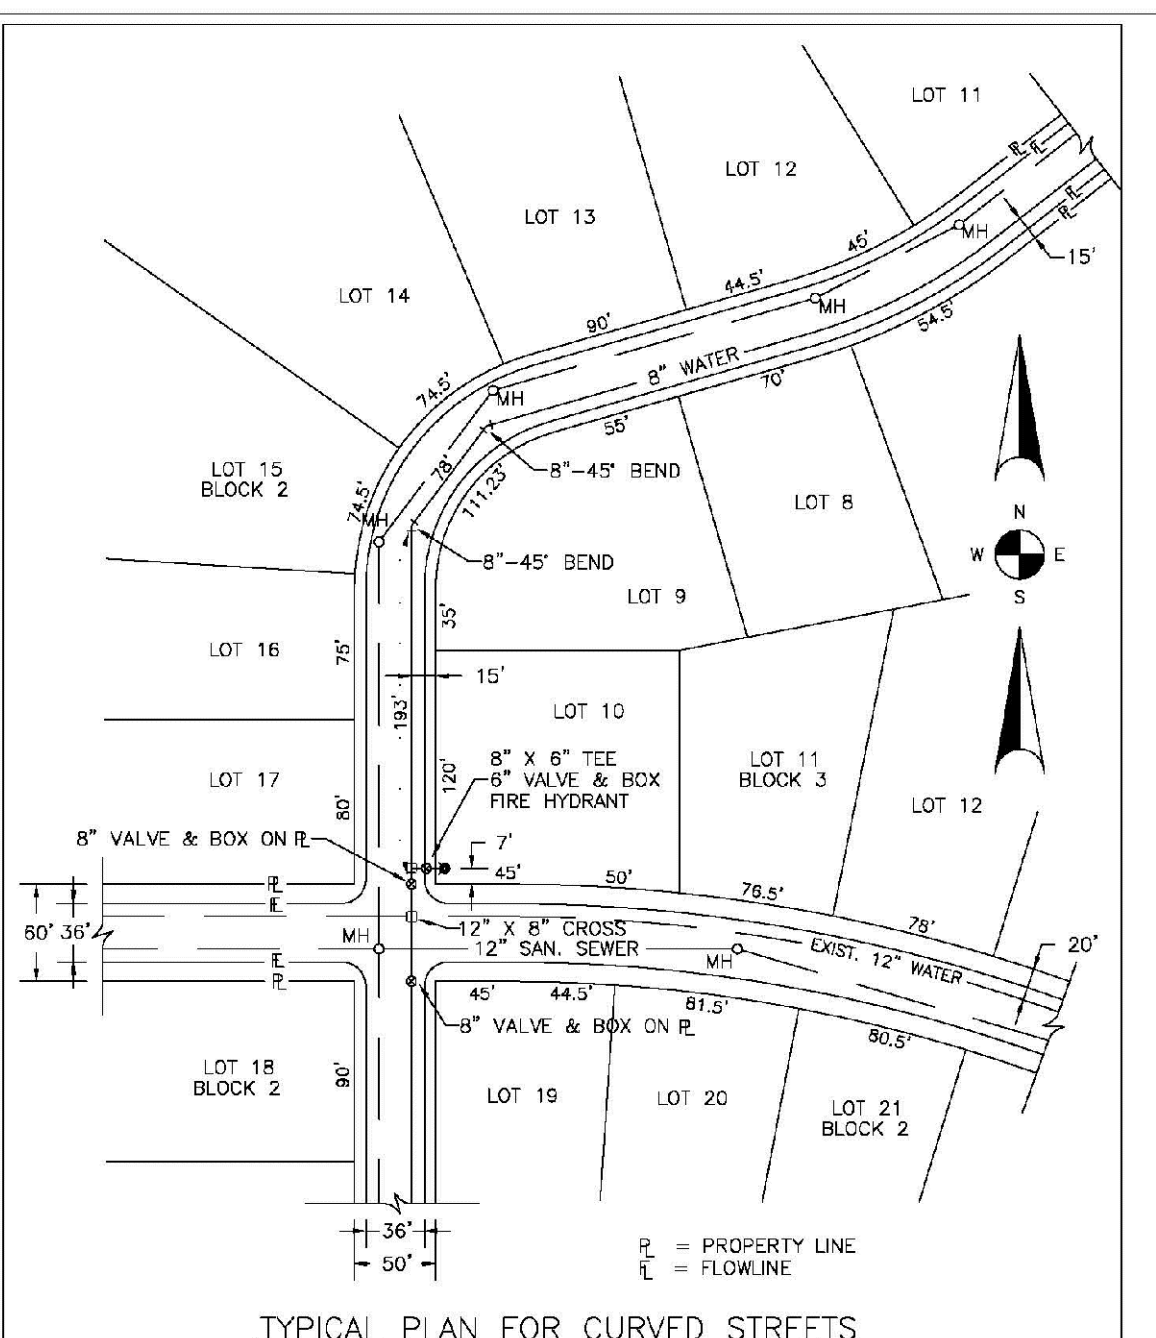 LOT 11
LOT 12
LOT 13
LOT 14
45'
44.5'
90'
MH
15'
MH
54.5'
8" WATER
70'
74.5'
MH
55'
8"-45° BEND
78'
111.23'
LOT 15
BLOCK 2
74.5'
MH
8"-45° BEND
LOT 8
N
W E
S
LOT 9
35'
LOT 16
75'
15'
193'
LOT 10
8" X 6" TEE
6" VALVE & BOX
FIRE HYDRANT
120'
LOT 11
BLOCK 3
LOT 12
LOT 17
80'
8" VALVE & BOX ON PL
7'
45'
50'
76.5'
78'
PL
FL
60' 36'
MH
12" X 8" CROSS
12" SAN. SEWER
MH
EXIST. 12" WATER
20'
FL
PL
45'
44.5'
81.5'
80.5'
8" VALVE & BOX ON PL
LOT 18
BLOCK 2
90'
LOT 19
LOT 20
LOT 21
BLOCK 2
36'
50'
PL = PROPERTY LINE
FL = FLOWLINE
TYPICAL PLAN FOR CURVED STREETS